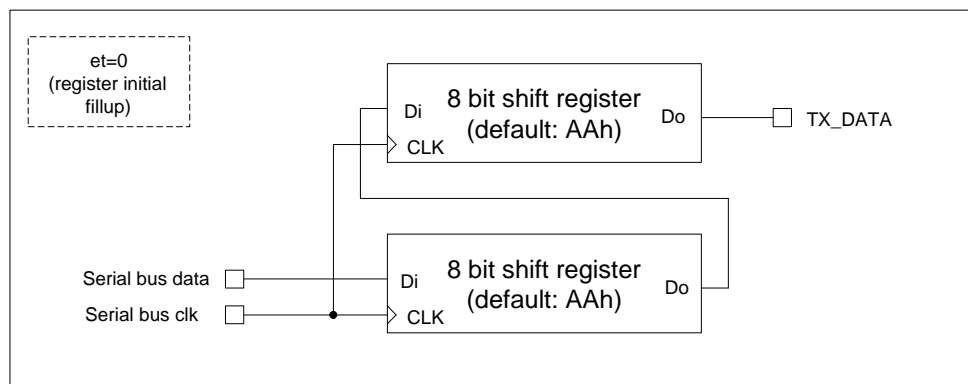 et=0
(register initial
fillup)
8 bit shift register
(default: AAh)
Di
CLK
Do
TX_DATA
Serial bus data
Serial bus clk
8 bit shift register
(default: AAh)
Di
CLK
Do